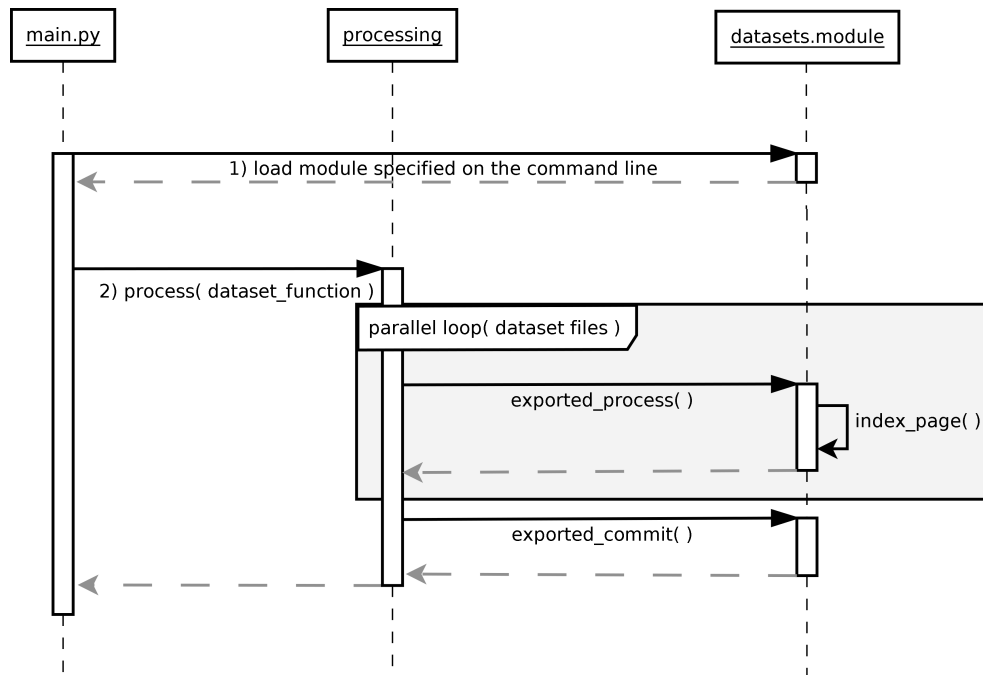 main.py
processing
datasets.module
1) load module specified on the command line
2) process( dataset_function )
parallel loop( dataset files )
exported_process( )
index_page( )
exported_commit( )